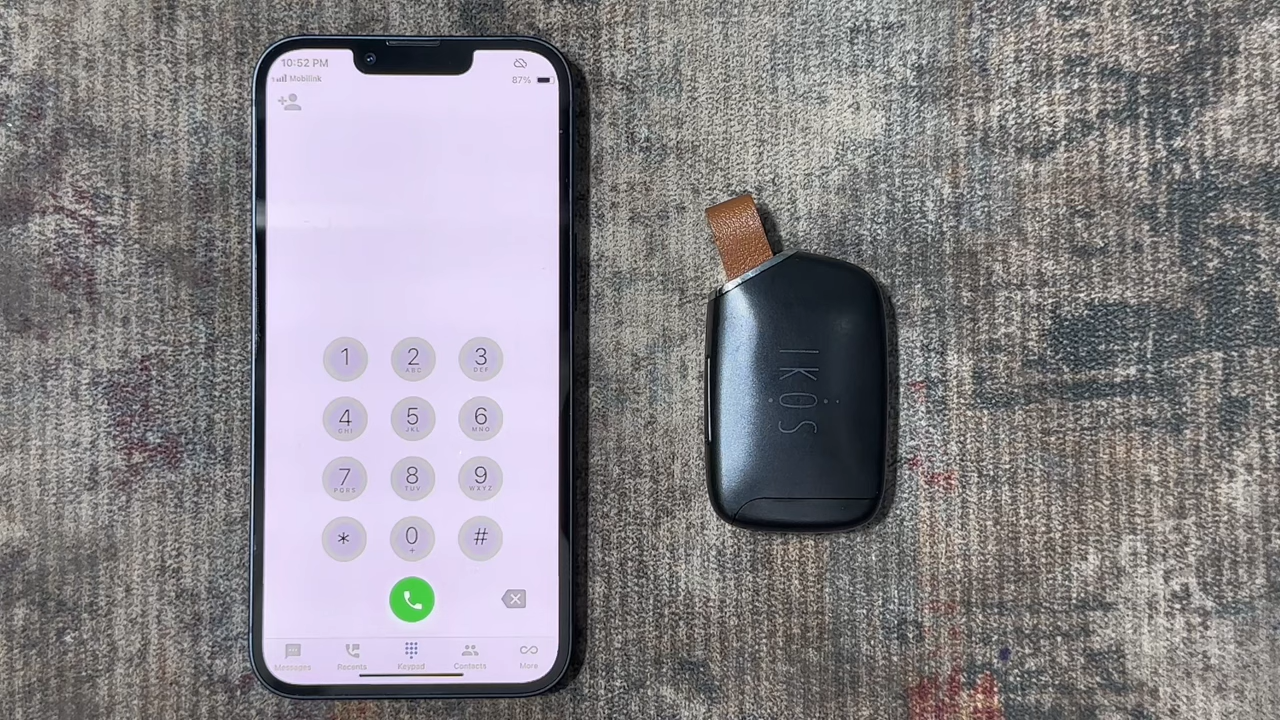 10:52 PM
Mobilink
87%
1
2 ABC
3 DEF
4 GHI
5 JKL
6 MNO
7 PQRS
8 TUV
9 WXYZ
*
0 +
#
Messages
Recents
Keypad
Contacts
More
IKOS